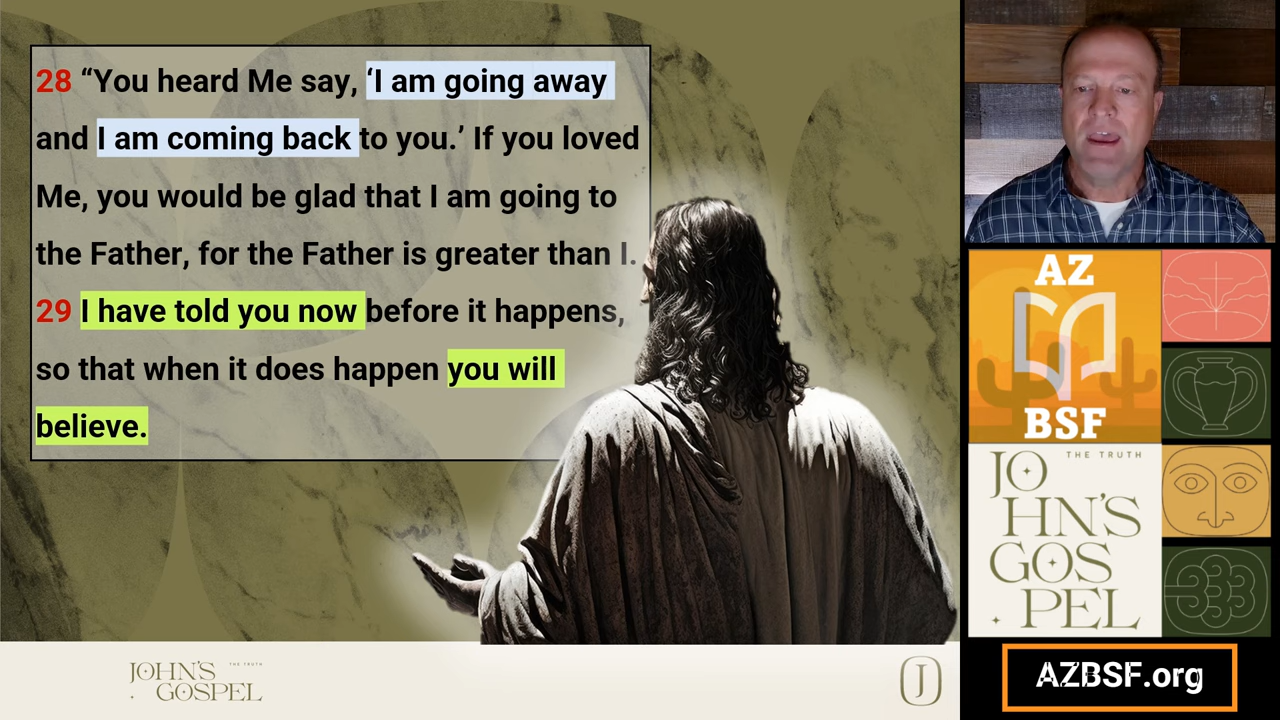 28 “You heard Me say, ‘I am going away
and I am coming back to you.’ If you loved
Me, you would be glad that I am going to
the Father, for the Father is greater than I.
29 I have told you now before it happens,
so that when it does happen you will
believe.
JOHN'S THE TRUTH
GOSPEL
J
AZ
BSF
JO THE TRUTH
HN'S
GOS
PEL
AZBSF.org